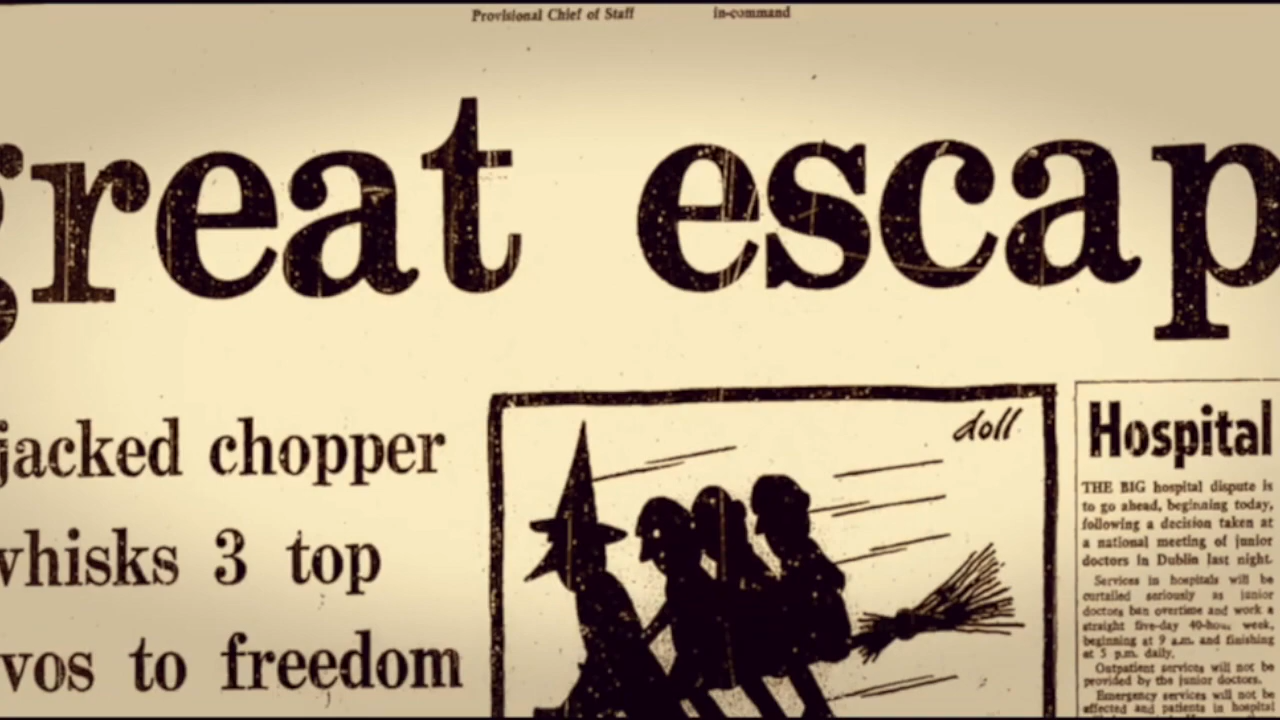 Provisional Chief of Staff
in-command
great escap
jacked chopper
whisks 3 top
vos to freedom
doll
Hospital
THE BIG hospital dispute is
to go ahead, beginning today,
following a decision taken at
a national meeting of junior
doctors in Dublin last night.
Services in hospitals will be
curtailed seriously as junior
doctors ban overtime and work a
straight five-day 40-hour week,
beginning at 9 a.m. and finishing
at 5 p.m. daily.
Outpatient services will not be
provided by the junior doctors.
Emergency services will not be
affected and patients in hospital